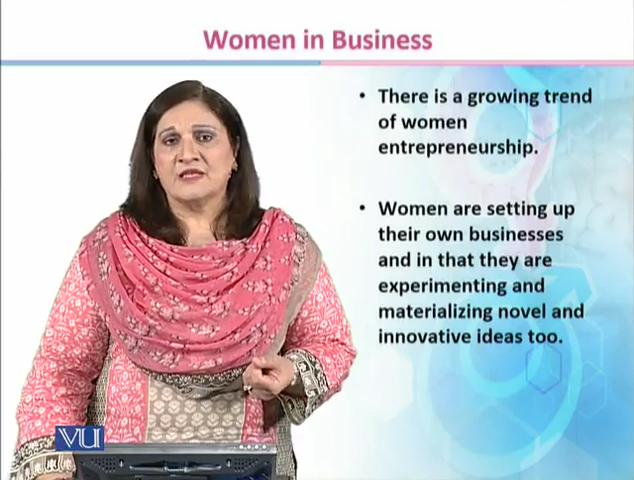 Women in Business
• There is a growing trend
of women
entrepreneurship.
• Women are setting up
their own businesses
and in that they are
experimenting and
materializing novel and
innovative ideas too.
VU